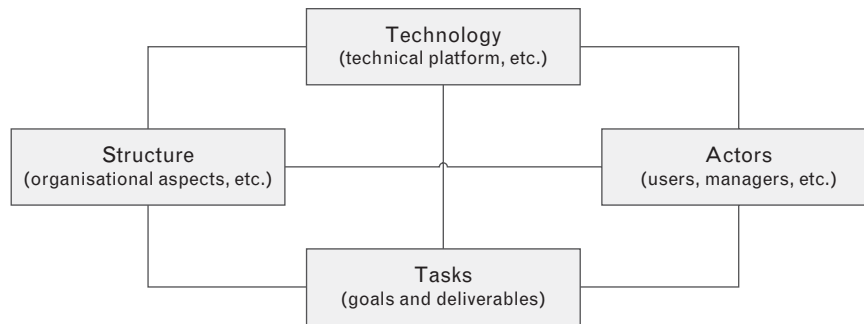 Technology
(technical platform, etc.)
Structure
(organisational aspects, etc.)
Actors
(users, managers, etc.)
Tasks
(goals and deliverables)